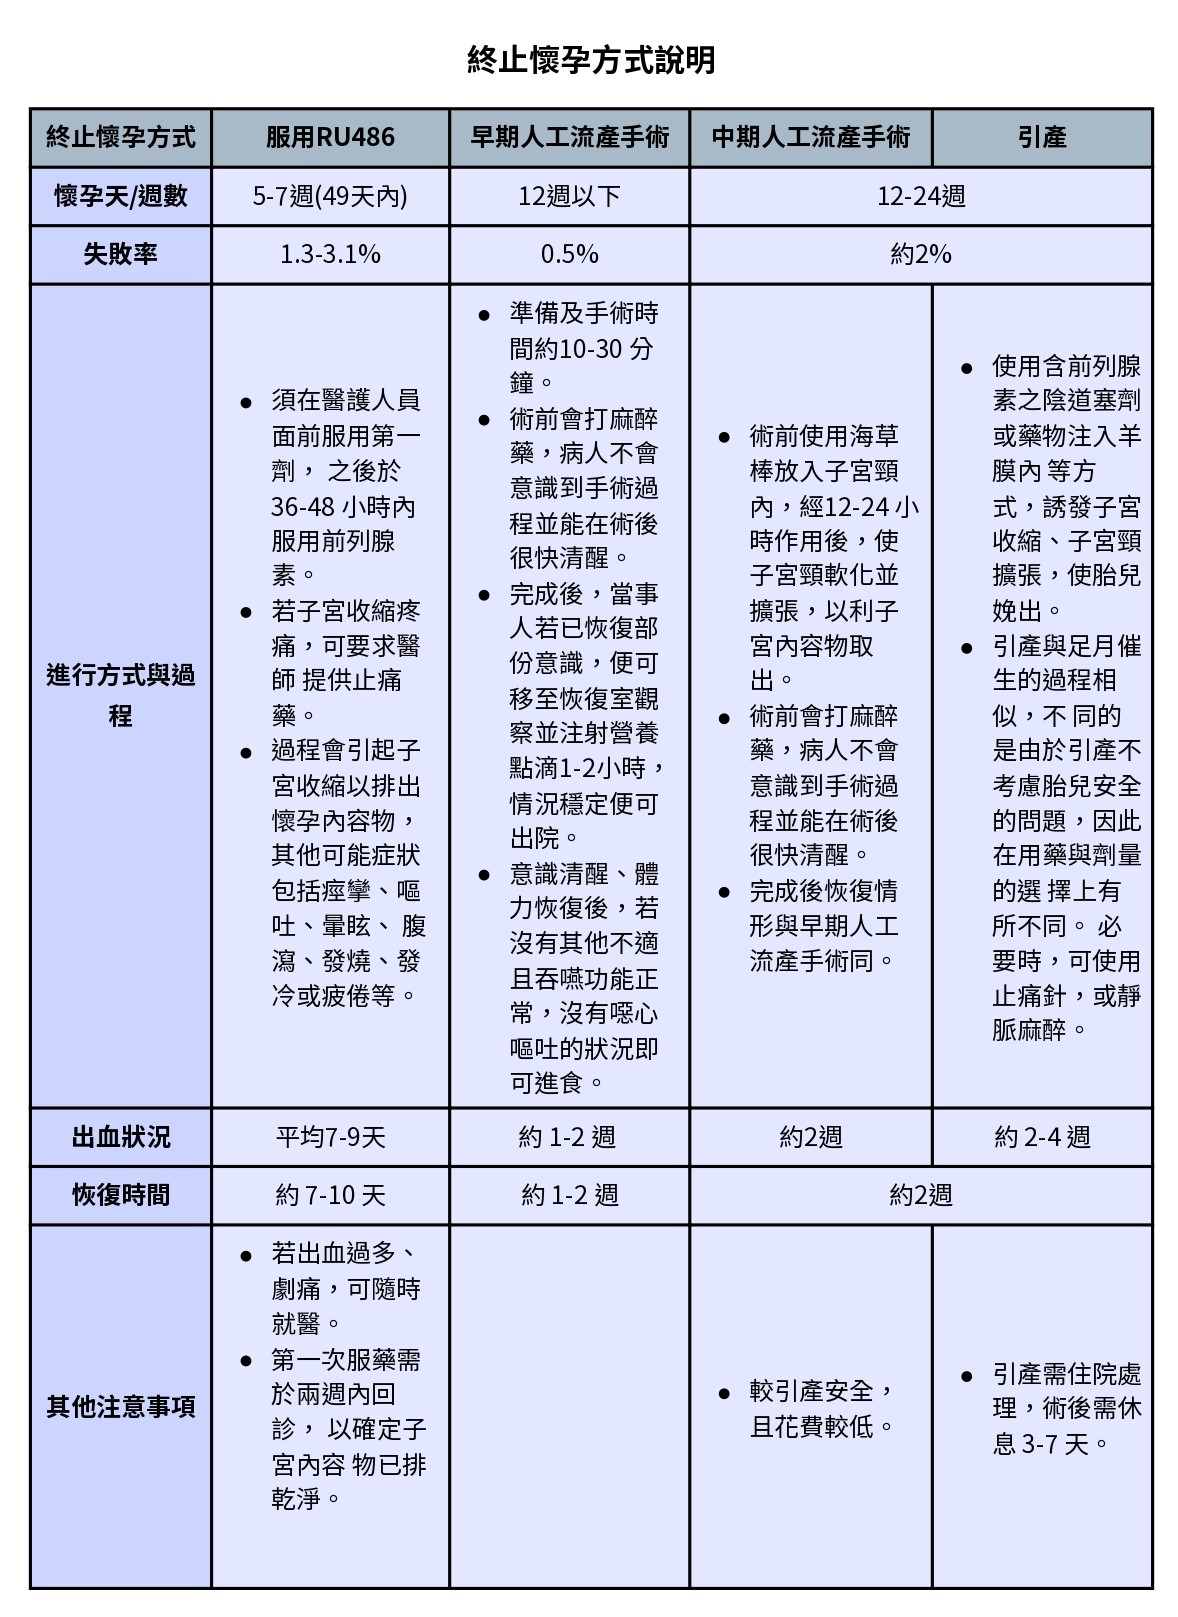 終止懷孕方式說明
終止懷孕方式
服用RU486
早期人工流產手術
中期人工流產手術
引產
懷孕天/週數
5-7週(49天內)
12週以下
12-24週
失敗率
1.3-3.1%
0.5%
約2%
進行方式與過
程
● 須在醫護人員
面前服用第一
劑， 之後於
36-48 小時內
服用前列腺
素。
● 若子宮收縮疼
痛，可要求醫
師 提供止痛
藥。
● 過程會引起子
宮收縮以排出
懷孕內容物，
其他可能症狀
包括痙攣、嘔
吐、暈眩、 腹
瀉、發燒、發
冷或疲倦等。
● 準備及手術時
間約10-30 分
鐘。
● 術前會打麻醉
藥，病人不會
意識到手術過
程並能在術後
很快清醒。
● 完成後，當事
人若已恢復部
份意識，便可
移至恢復室觀
察並注射營養
點滴1-2小時，
情況穩定便可
出院。
● 意識清醒、體
力恢復後，若
沒有其他不適
且吞嚥功能正
常，沒有噁心
嘔吐的狀況即
可進食。
● 術前使用海草
棒放入子宮頸
內，經12-24 小
時作用後，使
子宮頸軟化並
擴張，以利子
宮內容物取
出。
● 術前會打麻醉
藥，病人不會
意識到手術過
程並能在術後
很快清醒。
● 完成後恢復情
形與早期人工
流產手術同。
● 使用含前列腺
素之陰道塞劑
或藥物注入羊
膜內 等方
式，誘發子宮
收縮、子宮頸
擴張，使胎兒
娩出。
● 引產與足月催
生的過程相
似，不 同的
是由於引產不
考慮胎兒安全
的問題，因此
在用藥與劑量
的選 擇上有
所不同。 必
要時，可使用
止痛針，或靜
脈麻醉。
出血狀況
平均7-9天
約 1-2 週
約2週
約 2-4 週
恢復時間
約 7-10 天
約 1-2 週
約2週
其他注意事項
● 若出血過多、
劇痛，可隨時
就醫。
● 第一次服藥需
於兩週內回
診， 以確定子
宮內容 物已排
乾淨。
● 較引產安全，
且花費較低。
● 引產需住院處
理，術後需休
息 3-7 天。